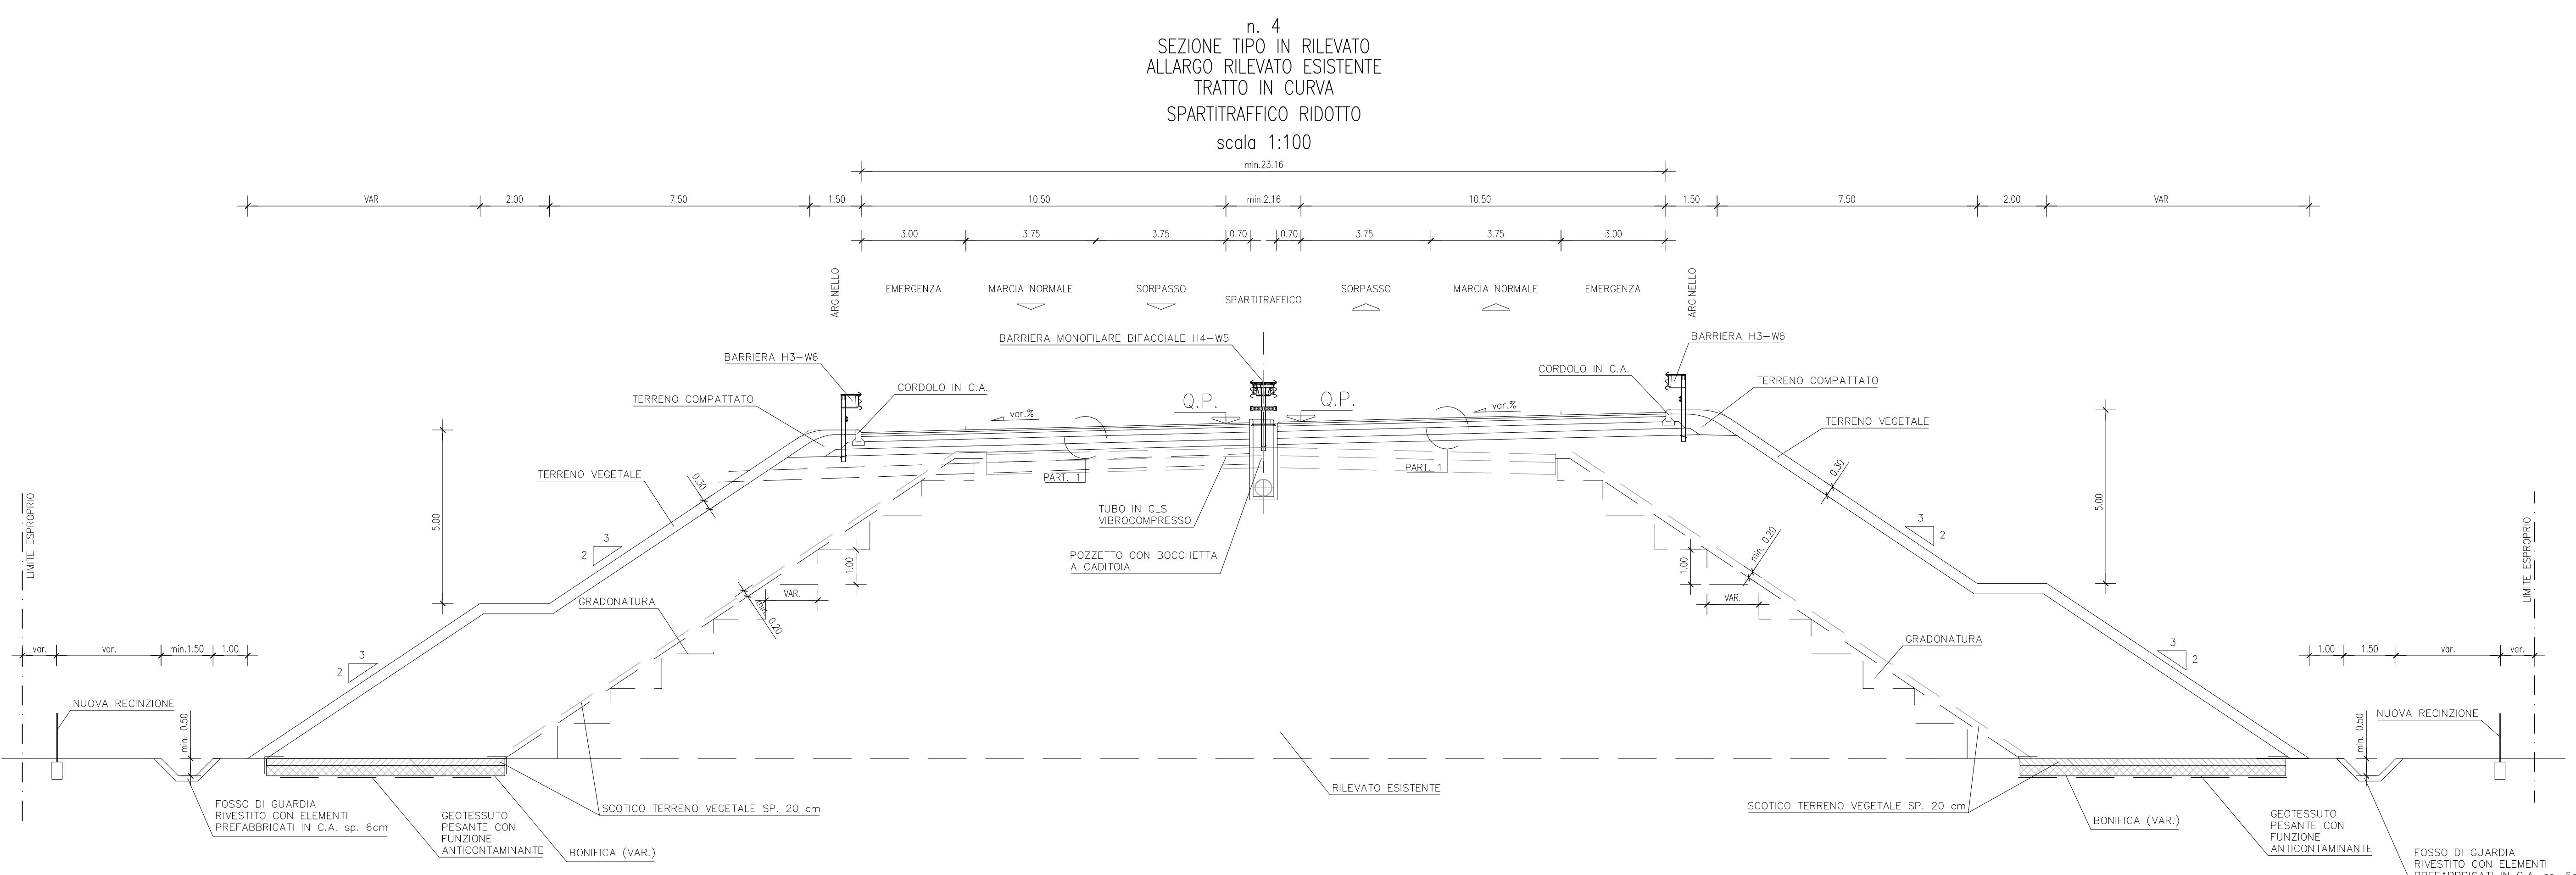 n. 4
SEZIONE TIPO IN RILEVATO
ALLARGO RILEVATO ESISTENTE
TRATTO IN CURVA
SPARTITRAFFICO RIDOTTO
scala 1:100
min.23.16
VAR 2.00 7.50 1.50 10.50 min.2.16 10.50 1.50 7.50 2.00 VAR
3.00 3.75 3.75 0.70 0.70 3.75 3.75 3.00
ARGINELLO
EMERGENZA
MARCIA NORMALE
SORPASSO
SPARTITRAFFICO
SORPASSO
MARCIA NORMALE
EMERGENZA
ARGINELLO
BARRIERA MONOFILARE BIFACCIALE H4-W5
BARRIERA H3-W6
BARRIERA H3-W6
CORDOLO IN C.A.
CORDOLO IN C.A.
TERRENO COMPATTATO
TERRENO COMPATTATO
Q.P.
Q.P.
var.%
var.%
TERRENO VEGETALE
TERRENO VEGETALE
PART. 1
PART. 1
0.30
0.30
5.00
5.00
LIMITE ESPROPRIO
LIMITE ESPROPRIO
TUBO IN CLS
VIBROCOMPRESSO
POZZETTO CON BOCCHETTA
A CADITOIA
3
2
3
2
1.00
1.00
min. 0.20
min. 0.20
VAR.
VAR.
GRADONATURA
GRADONATURA
var. var. min.1.50 1.00
1.00 1.50 var. var.
3
2
3
2
NUOVA RECINZIONE
NUOVA RECINZIONE
min. 0.50
min. 0.50
RILEVATO ESISTENTE
SCOTICO TERRENO VEGETALE SP. 20 cm
SCOTICO TERRENO VEGETALE SP. 20 cm
FOSSO DI GUARDIA
RIVESTITO CON ELEMENTI
PREFABBRICATI IN C.A. sp. 6cm
GEOTESSUTO
PESANTE CON
FUNZIONE
ANTICONTAMINANTE
BONIFICA (VAR.)
BONIFICA (VAR.)
GEOTESSUTO
PESANTE CON
FUNZIONE
ANTICONTAMINANTE
FOSSO DI GUARDIA
RIVESTITO CON ELEMENTI